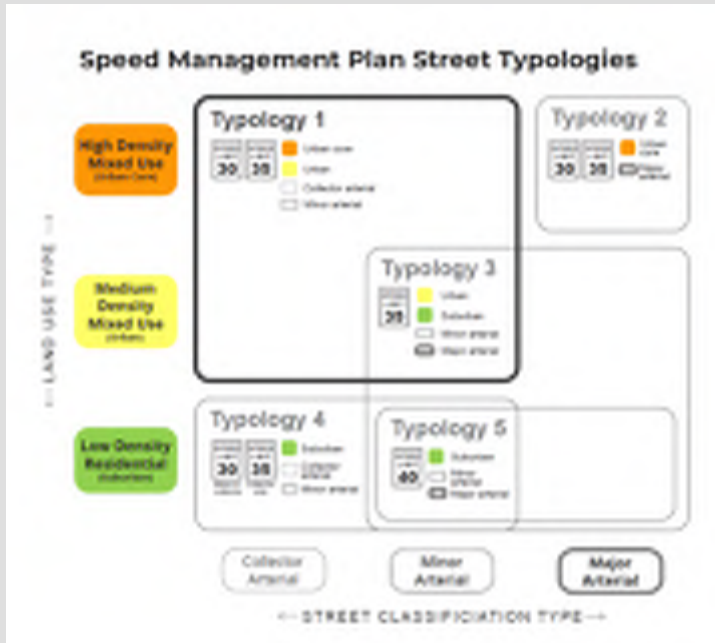 Speed Management Plan Street Typologies
High Density
Mixed Use
(Urban Core)
Typology 1
30 35
Urban core
Urban
Collector arterial
Minor arterial
Typology 2
30 35
Urban
core
Major
arterial
<--LAND USE TYPE-->
Medium
Density
Mixed Use
(Urban)
Typology 3
35
Urban
Suburban
Minor arterial
Major arterial
Low Density
Residential
(Suburban)
Typology 4
30 35
Suburban
Collector
arterial
Minor arterial
Typology 5
40
Suburban
Minor
arterial
Major arterial
Collector
Arterial
Minor
Arterial
Major
Arterial
<--STREET CLASSIFICIATION TYPE-->